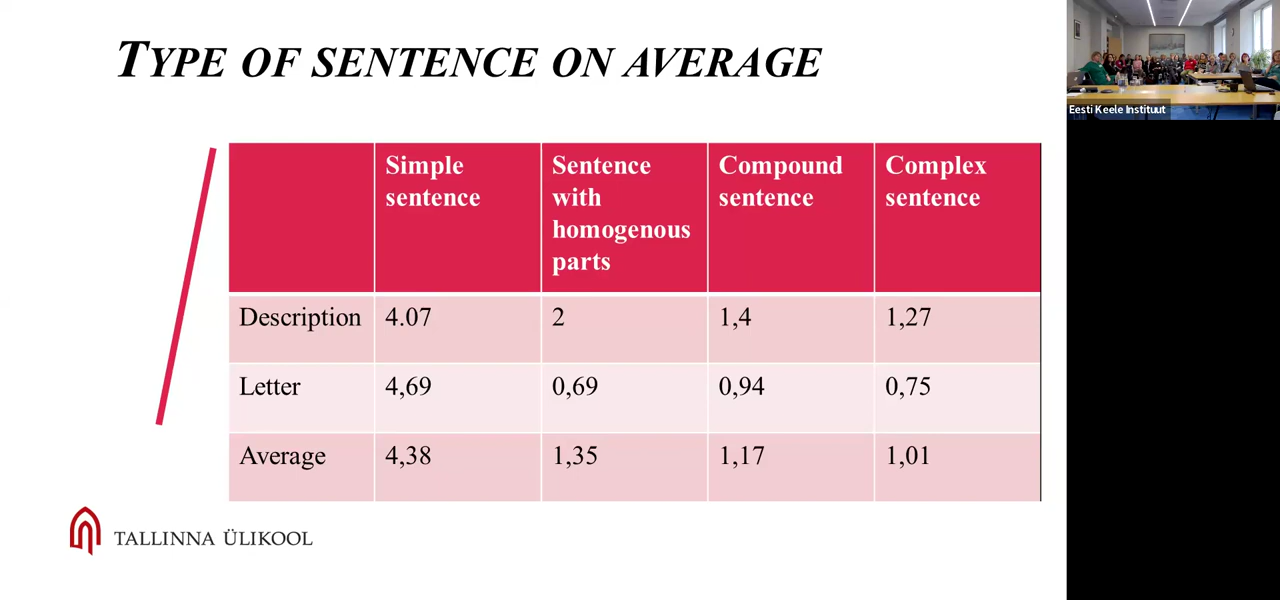 TYPE OF SENTENCE ON AVERAGE
Eesti Keele Instituut
Simple sentence
Sentence with homogenous parts
Compound sentence
Complex sentence
Description 4.07 2 1,4 1,27
Letter 4,69 0,69 0,94 0,75
Average 4,38 1,35 1,17 1,01
TALLINNA ÜLIKOOL